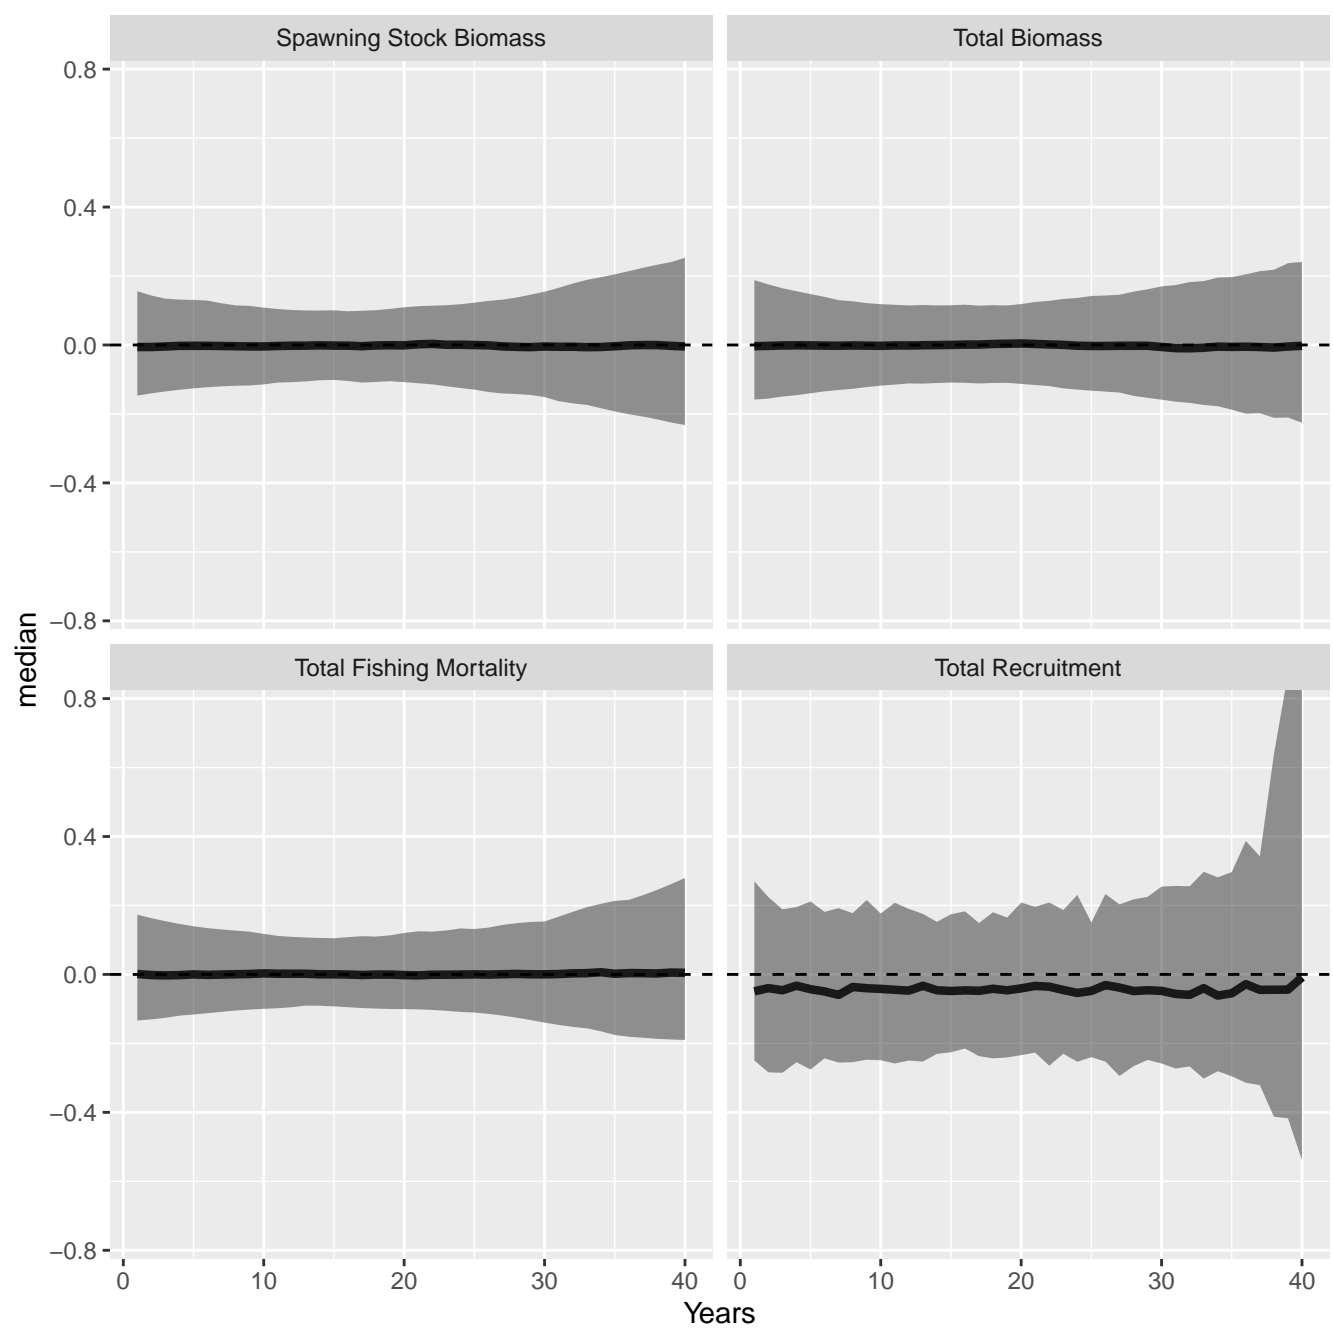 Spawning Stock Biomass
Total Biomass
0.8
0.4
0.0
−0.4
−0.8
median
Total Fishing Mortality
Total Recruitment
0.8
0.4
0.0
−0.4
−0.8
0 10 20 30 40
0 10 20 30 40
Years